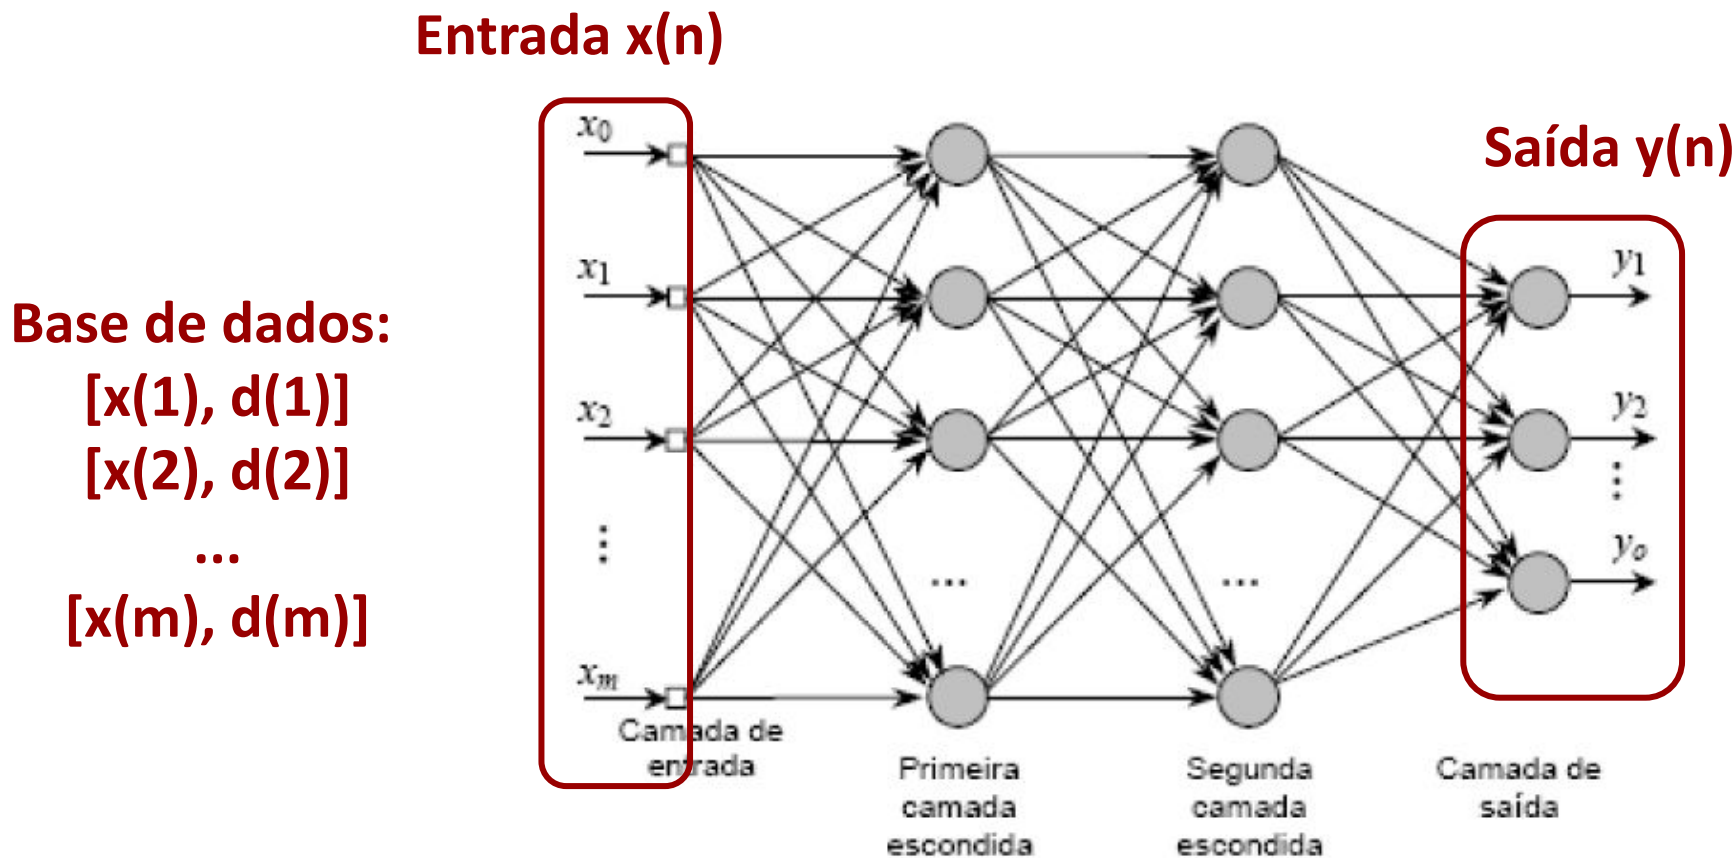 Entrada x(n)
Saída y(n)
Base de dados:
[x(1), d(1)]
[x(2), d(2)]
...
[x(m), d(m)]
x0
x1
x2
⋮
xm
Camada de
entrada
...
Primeira
camada
escondida
...
Segunda
camada
escondida
y1
y2
⋮
yo
Camada de
saída